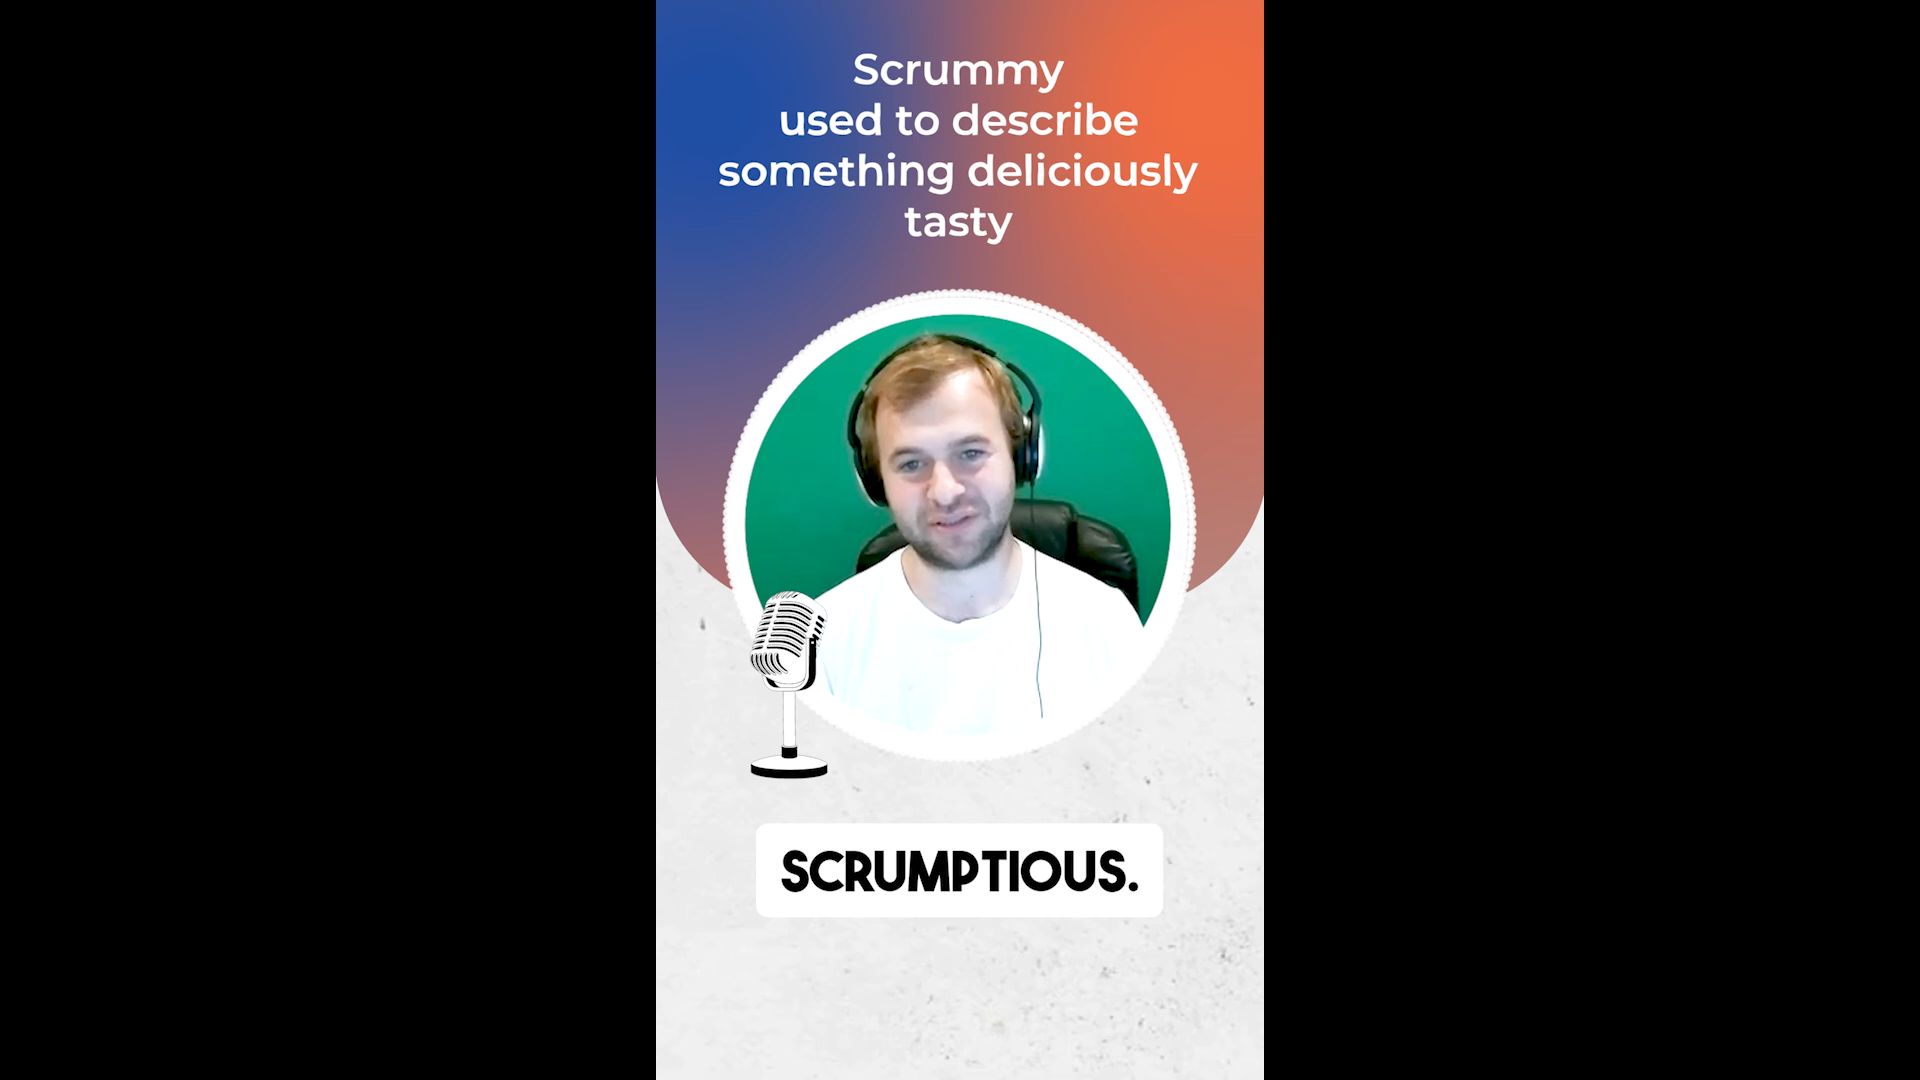 Scrummy
used to describe
something deliciously
tasty
SCRUMPTIOUS.